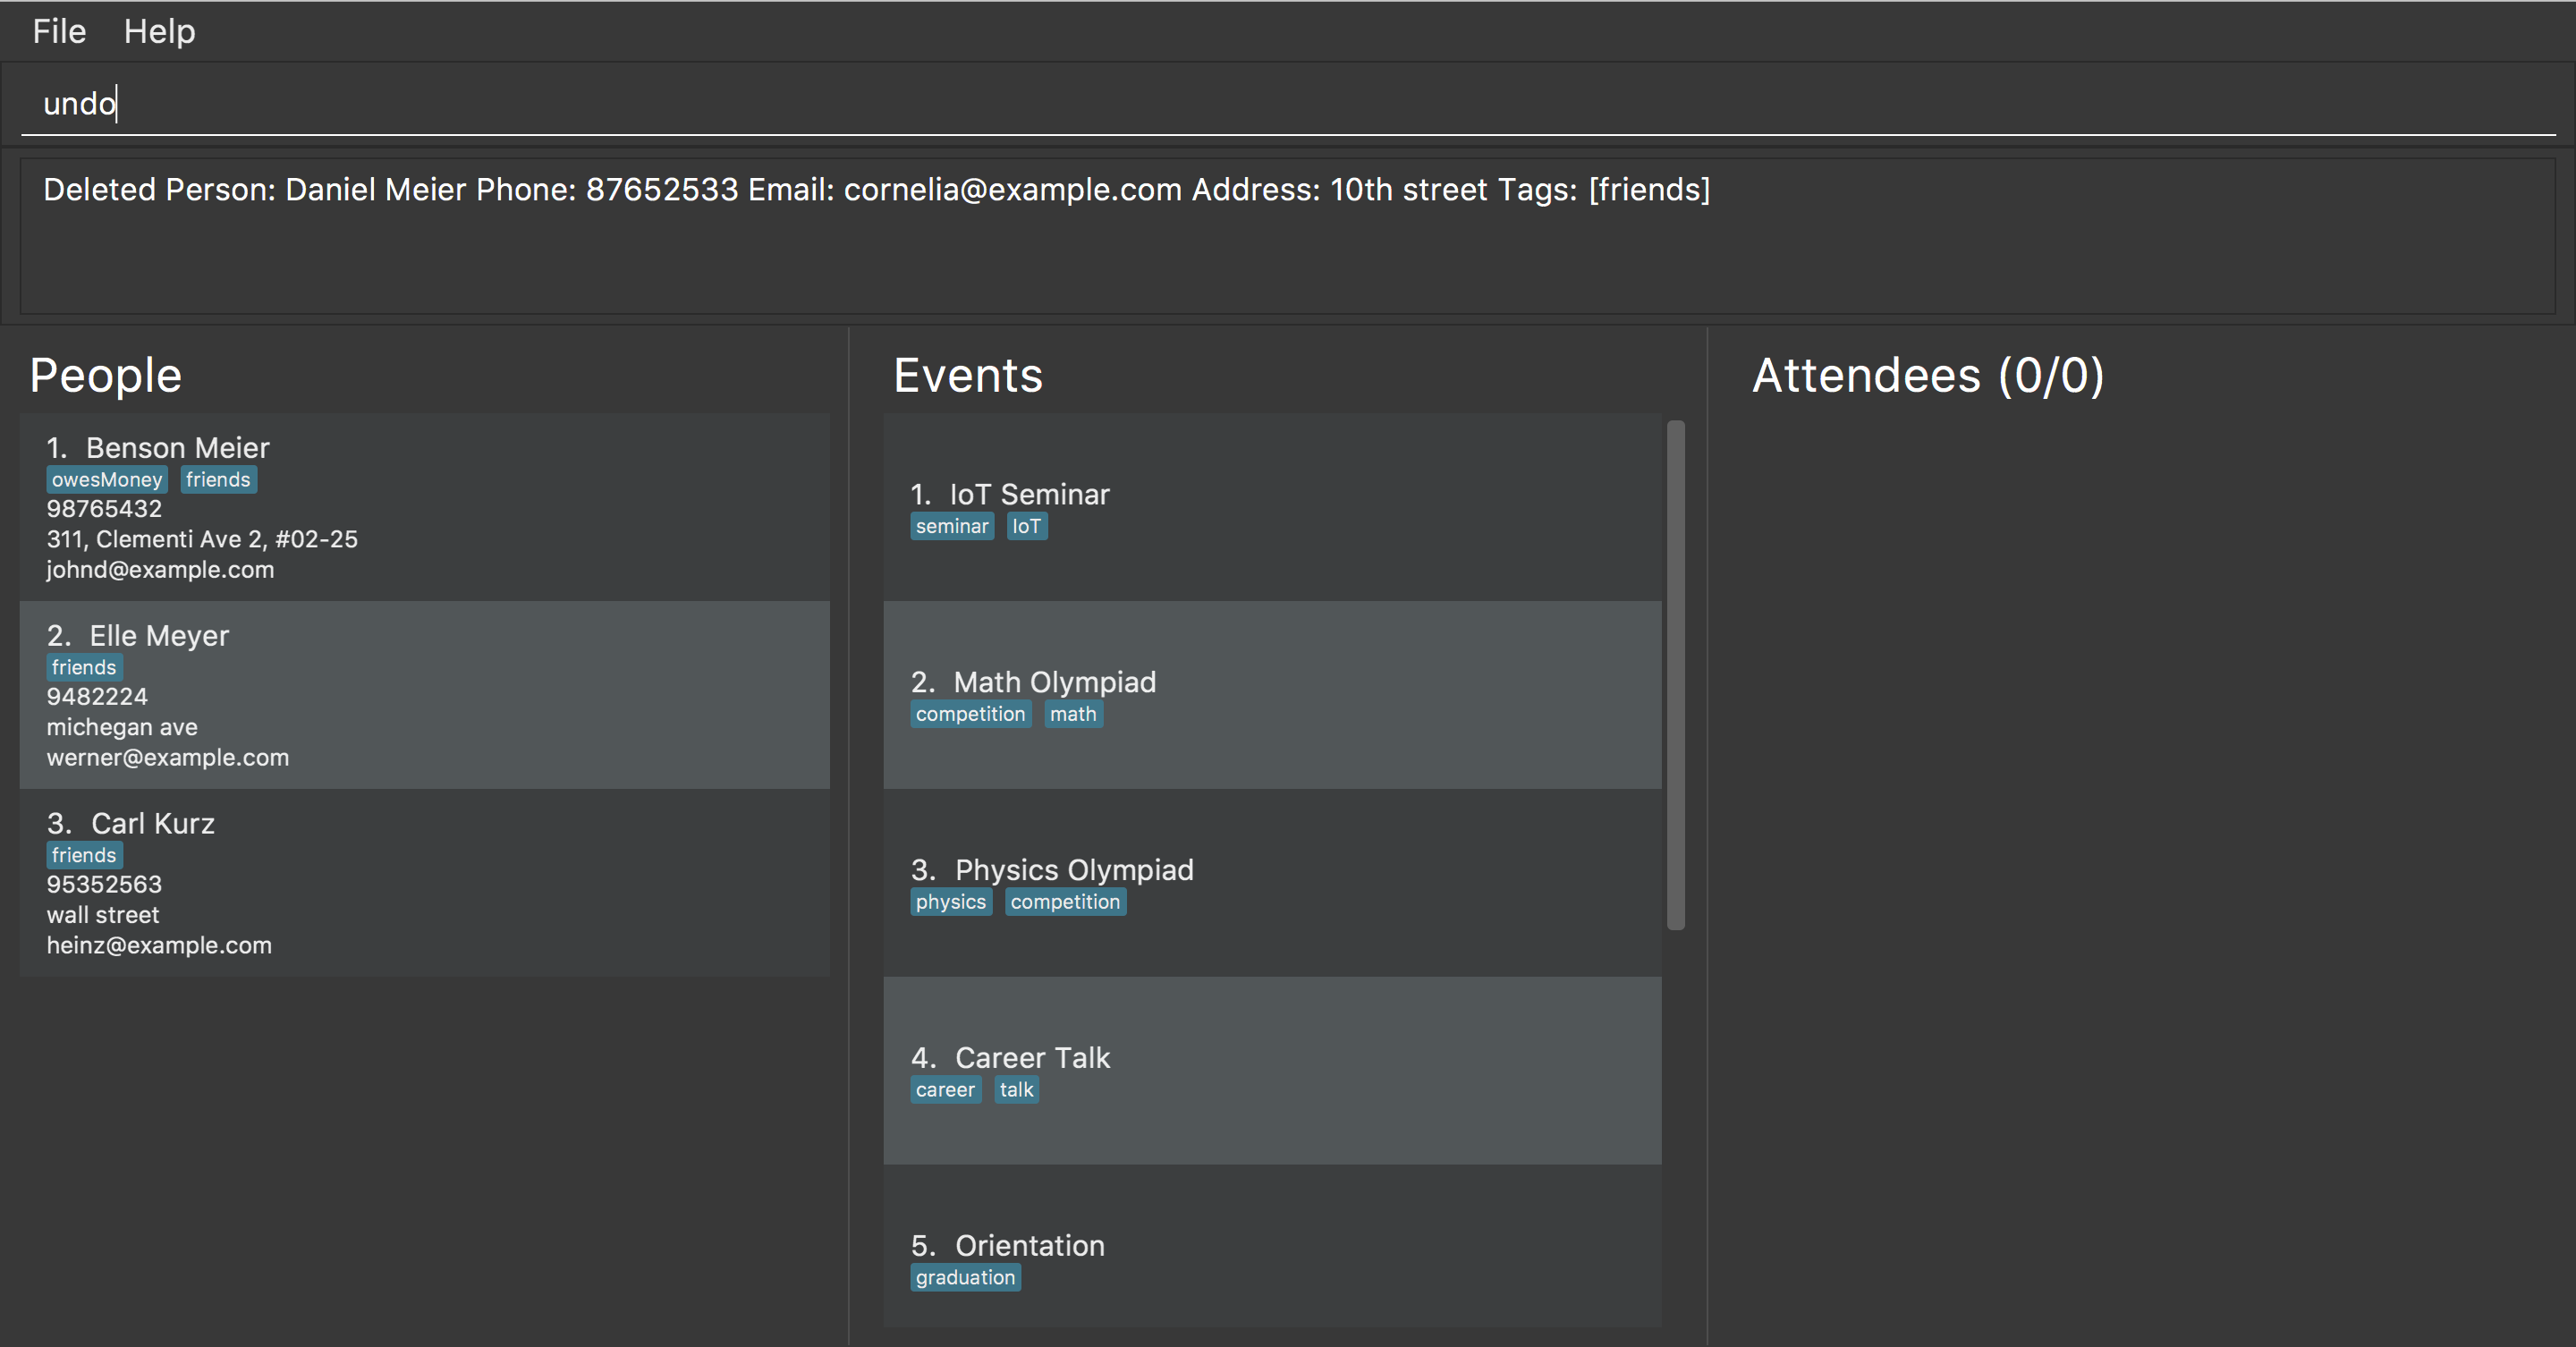 File Help
undo
Deleted Person: Daniel Meier Phone: 87652533 Email: cornelia@example.com Address: 10th street Tags: [friends]
People
1. Benson Meier
owesMoney friends
98765432
311, Clementi Ave 2, #02-25
johnd@example.com
2. Elle Meyer
friends
9482224
michegan ave
werner@example.com
3. Carl Kurz
friends
95352563
wall street
heinz@example.com
Events
1. IoT Seminar
seminar IoT
2. Math Olympiad
competition math
3. Physics Olympiad
physics competition
4. Career Talk
career talk
5. Orientation
graduation
Attendees (0/0)